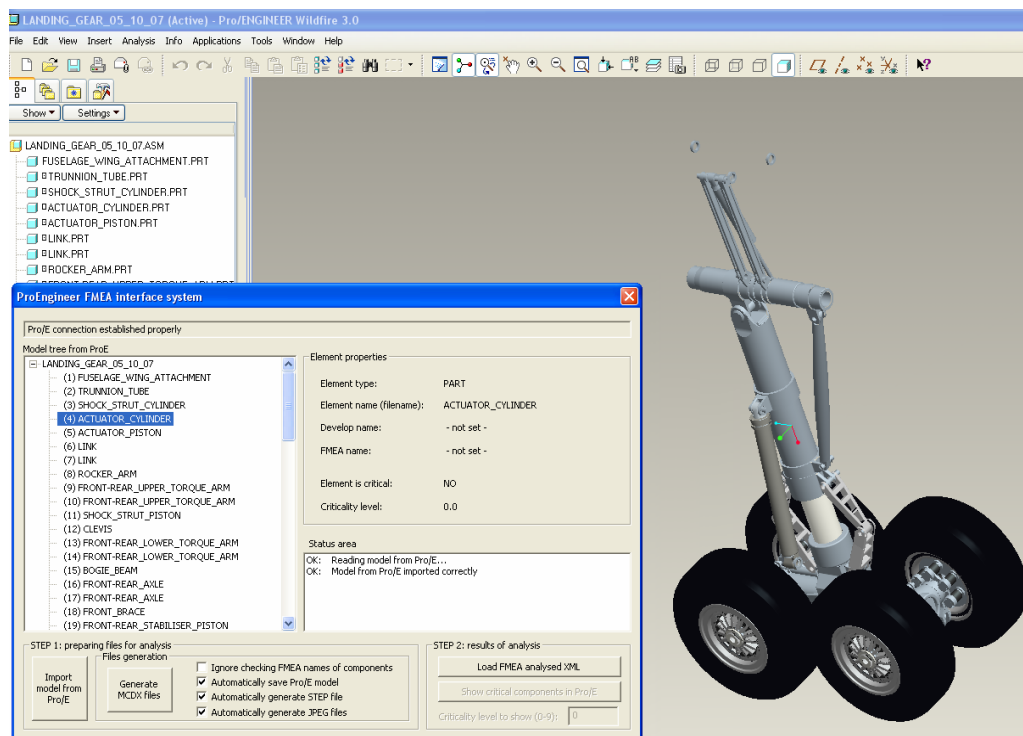 LANDING_GEAR_05_10_07 (Active) - Pro/ENGINEER Wildfire 3.0
File Edit View Insert Analysis Info Applications Tools Window Help
Show Settings
LANDING_GEAR_05_10_07.ASM
FUSELAGE_WING_ATTACHMENT.PRT
TRUNNION_TUBE.PRT
SHOCK_STRUT_CYLINDER.PRT
ACTUATOR_CYLINDER.PRT
ACTUATOR_PISTON.PRT
LINK.PRT
LINK.PRT
ROCKER_ARM.PRT
FRONT-REAR_UPPER_TORQUE_ARM.PRT
ProEngineer FMEA interface system
Pro/E connection established properly
Model tree from ProE
LANDING_GEAR_05_10_07
(1) FUSELAGE_WING_ATTACHMENT
(2) TRUNNION_TUBE
(3) SHOCK_STRUT_CYLINDER
(4) ACTUATOR_CYLINDER
(5) ACTUATOR_PISTON
(6) LINK
(7) LINK
(8) ROCKER_ARM
(9) FRONT-REAR_UPPER_TORQUE_ARM
(10) FRONT-REAR_UPPER_TORQUE_ARM
(11) SHOCK_STRUT_PISTON
(12) CLEVIS
(13) FRONT-REAR_LOWER_TORQUE_ARM
(14) FRONT-REAR_LOWER_TORQUE_ARM
(15) BOGIE_BEAM
(16) FRONT-REAR_AXLE
(17) FRONT-REAR_AXLE
(18) FRONT_BRACE
(19) FRONT-REAR_STABILISER_PISTON
Element properties
Element type: PART
Element name (filename): ACTUATOR_CYLINDER
Develop name: - not set -
FMEA name: - not set -
Element is critical: NO
Criticality level: 0.0
Status area
OK: Reading model from Pro/E...
OK: Model from Pro/E imported correctly
STEP 1: preparing files for analysis
Import model from Pro/E
Files generation
Generate MCDX files
Ignore checking FMEA names of components
Automatically save Pro/E model
Automatically generate STEP file
Automatically generate JPEG files
STEP 2: results of analysis
Load FMEA analysed XML
Show critical components in Pro/E
Criticality level to show (0-9): 0